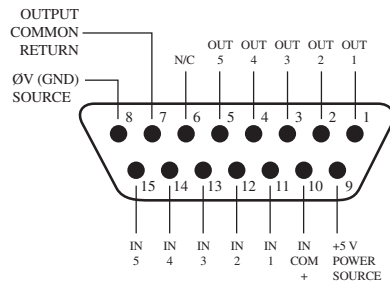 OUTPUT
COMMON
RETURN
ØV (GND)
SOURCE
N/C
OUT
5
OUT
4
OUT
3
OUT
2
OUT
1
8 7 6 5 4 3 2 1
15 14 13 12 11 10 9
IN
5
IN
4
IN
3
IN
2
IN
1
IN
COM
+
+5 V
POWER
SOURCE